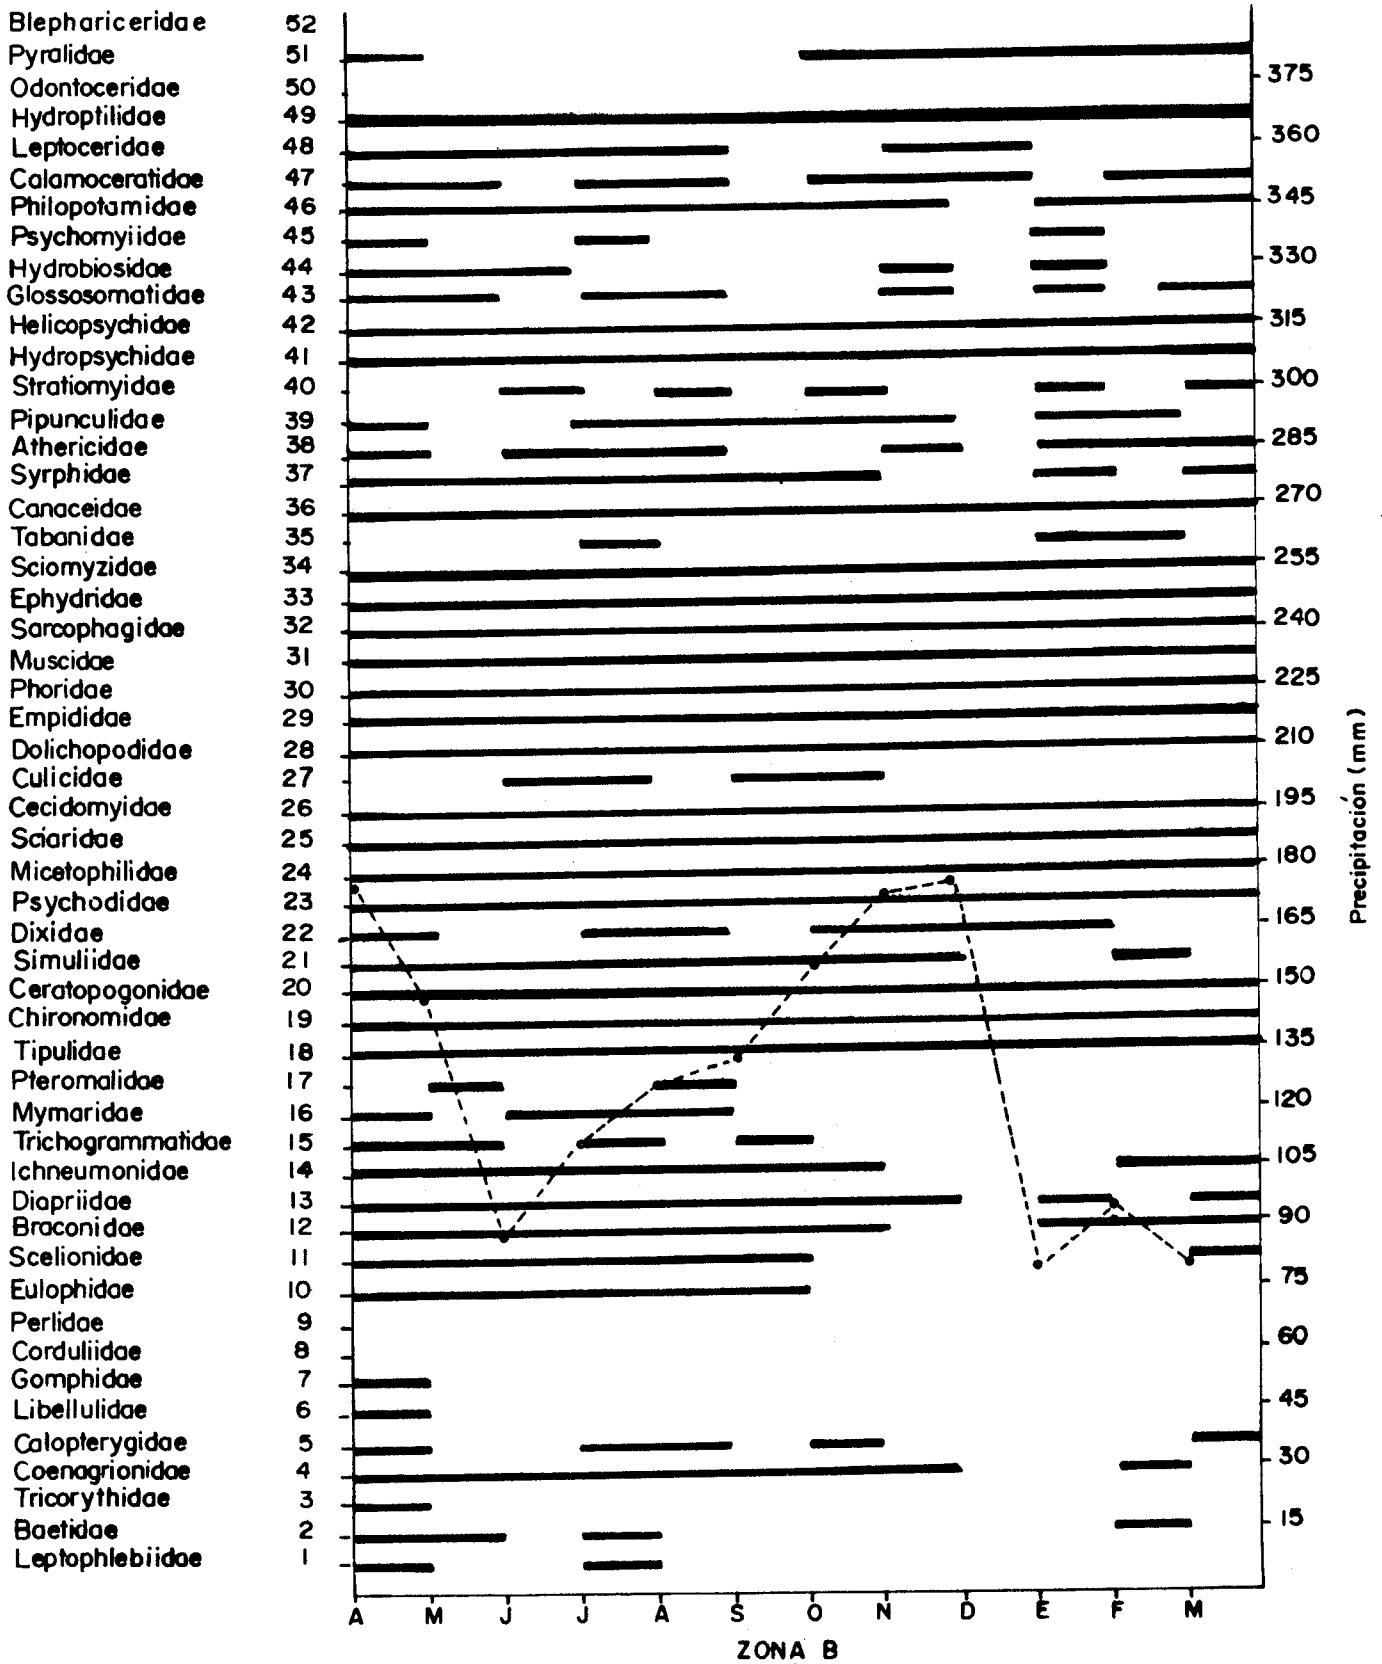 Blephariceridae 52
Pyralidae 51
Odontoceridae 50
Hydroptilidae 49
Leptoceridae 48
Calamoceratidae 47
Philopotamidae 46
Psychomyiidae 45
Hydrobiosidae 44
Glossosomatidae 43
Helicopsychidae 42
Hydropsychidae 41
Stratiomyidae 40
Pipunculidae 39
Athericidae 38
Syrphidae 37
Canaceidae 36
Tabanidae 35
Sciomyzidae 34
Ephydridae 33
Sarcophagidae 32
Muscidae 31
Phoridae 30
Empididae 29
Dolichopodidae 28
Culicidae 27
Cecidomyidae 26
Sciaridae 25
Micetophilidae 24
Psychodidae 23
Dixidae 22
Simuliidae 21
Ceratopogonidae 20
Chironomidae 19
Tipulidae 18
Pteromalidae 17
Mymaridae 16
Trichogrammatidae 15
Ichneumonidae 14
Diapriidae 13
Braconidae 12
Scelionidae 11
Eulophidae 10
Perlidae 9
Corduliidae 8
Gomphidae 7
Libellulidae 6
Calopterygidae 5
Coenagrionidae 4
Tricorythidae 3
Baetidae 2
Leptophlebiidae 1
375
360
345
330
315
300
285
270
255
240
225
210
195
180
165
150
135
120
105
90
75
60
45
30
15
Precipitación (mm)
A M J J A S O N D E F M
ZONA B